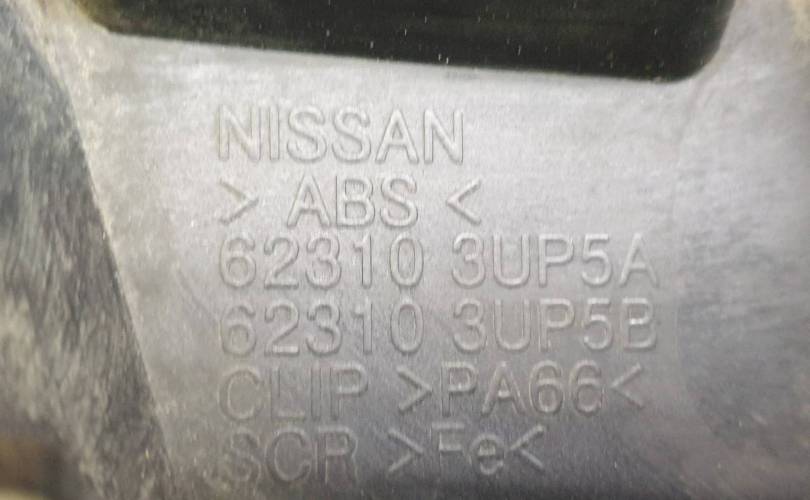 NISSAN
> ABS <
62310 3UP5A
62310 3UP5B
CLIP >PA66<
SCR >Fe<